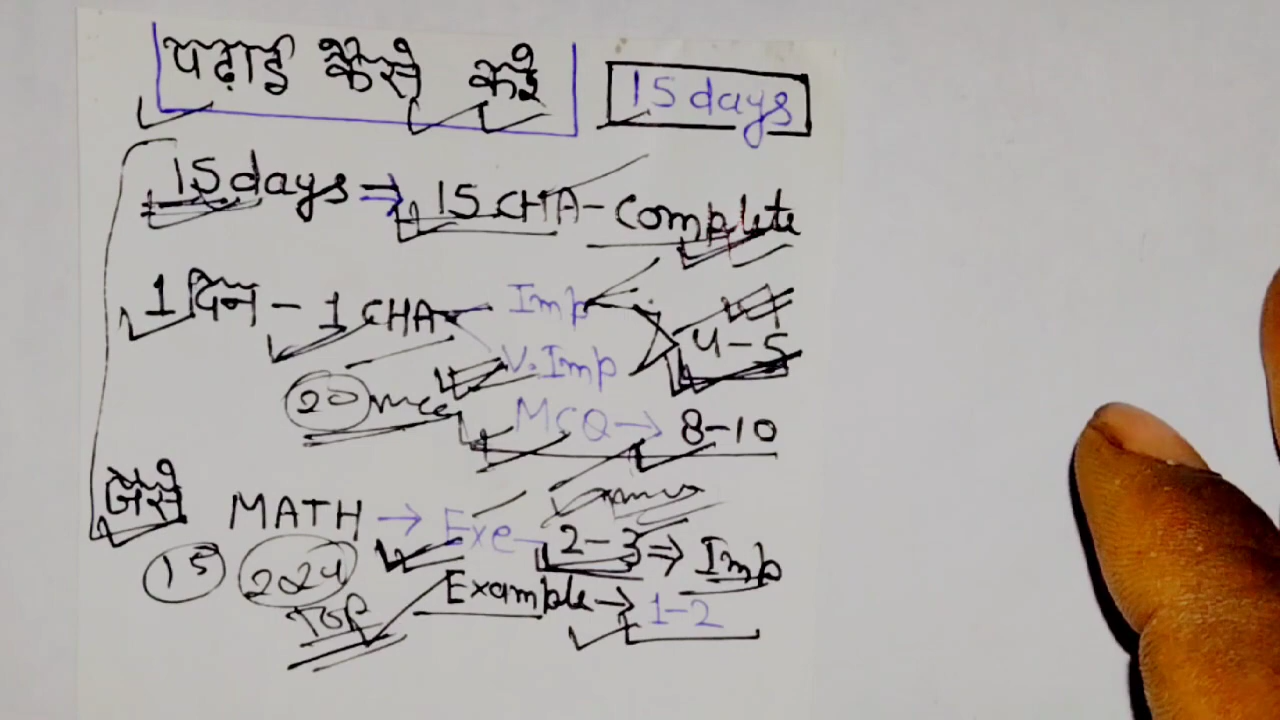 पढ़ाई कैसे करे
15 days
15 days ⇒ 15 CHA - Complete
1 दिन - 1 CHA
Imp
V. Imp
4-5
20 mcq
MCQ → 8-10
जैसे MATH → Exe - 2-3 ⇒ Imp
15 2024
Example → 1-2
TOP